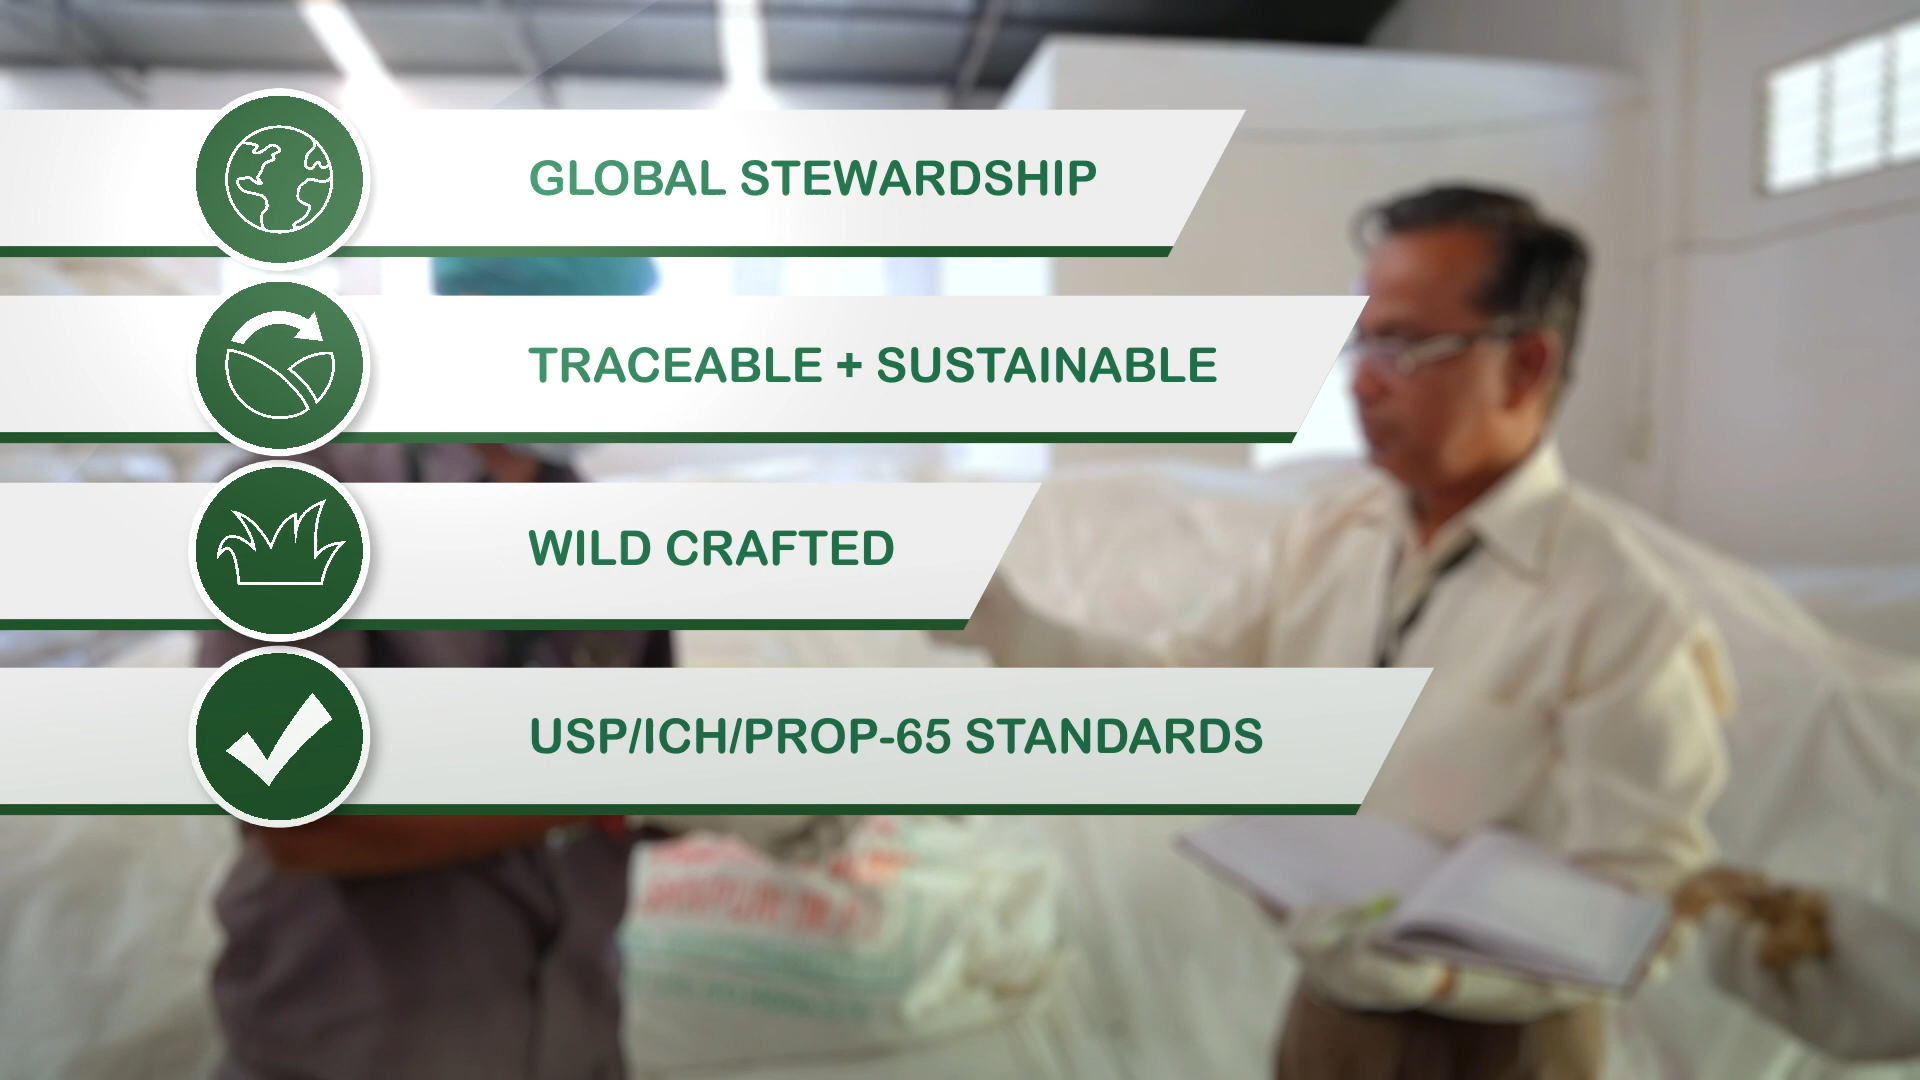 GLOBAL STEWARDSHIP
TRACEABLE + SUSTAINABLE
WILD CRAFTED
USP/ICH/PROP-65 STANDARDS